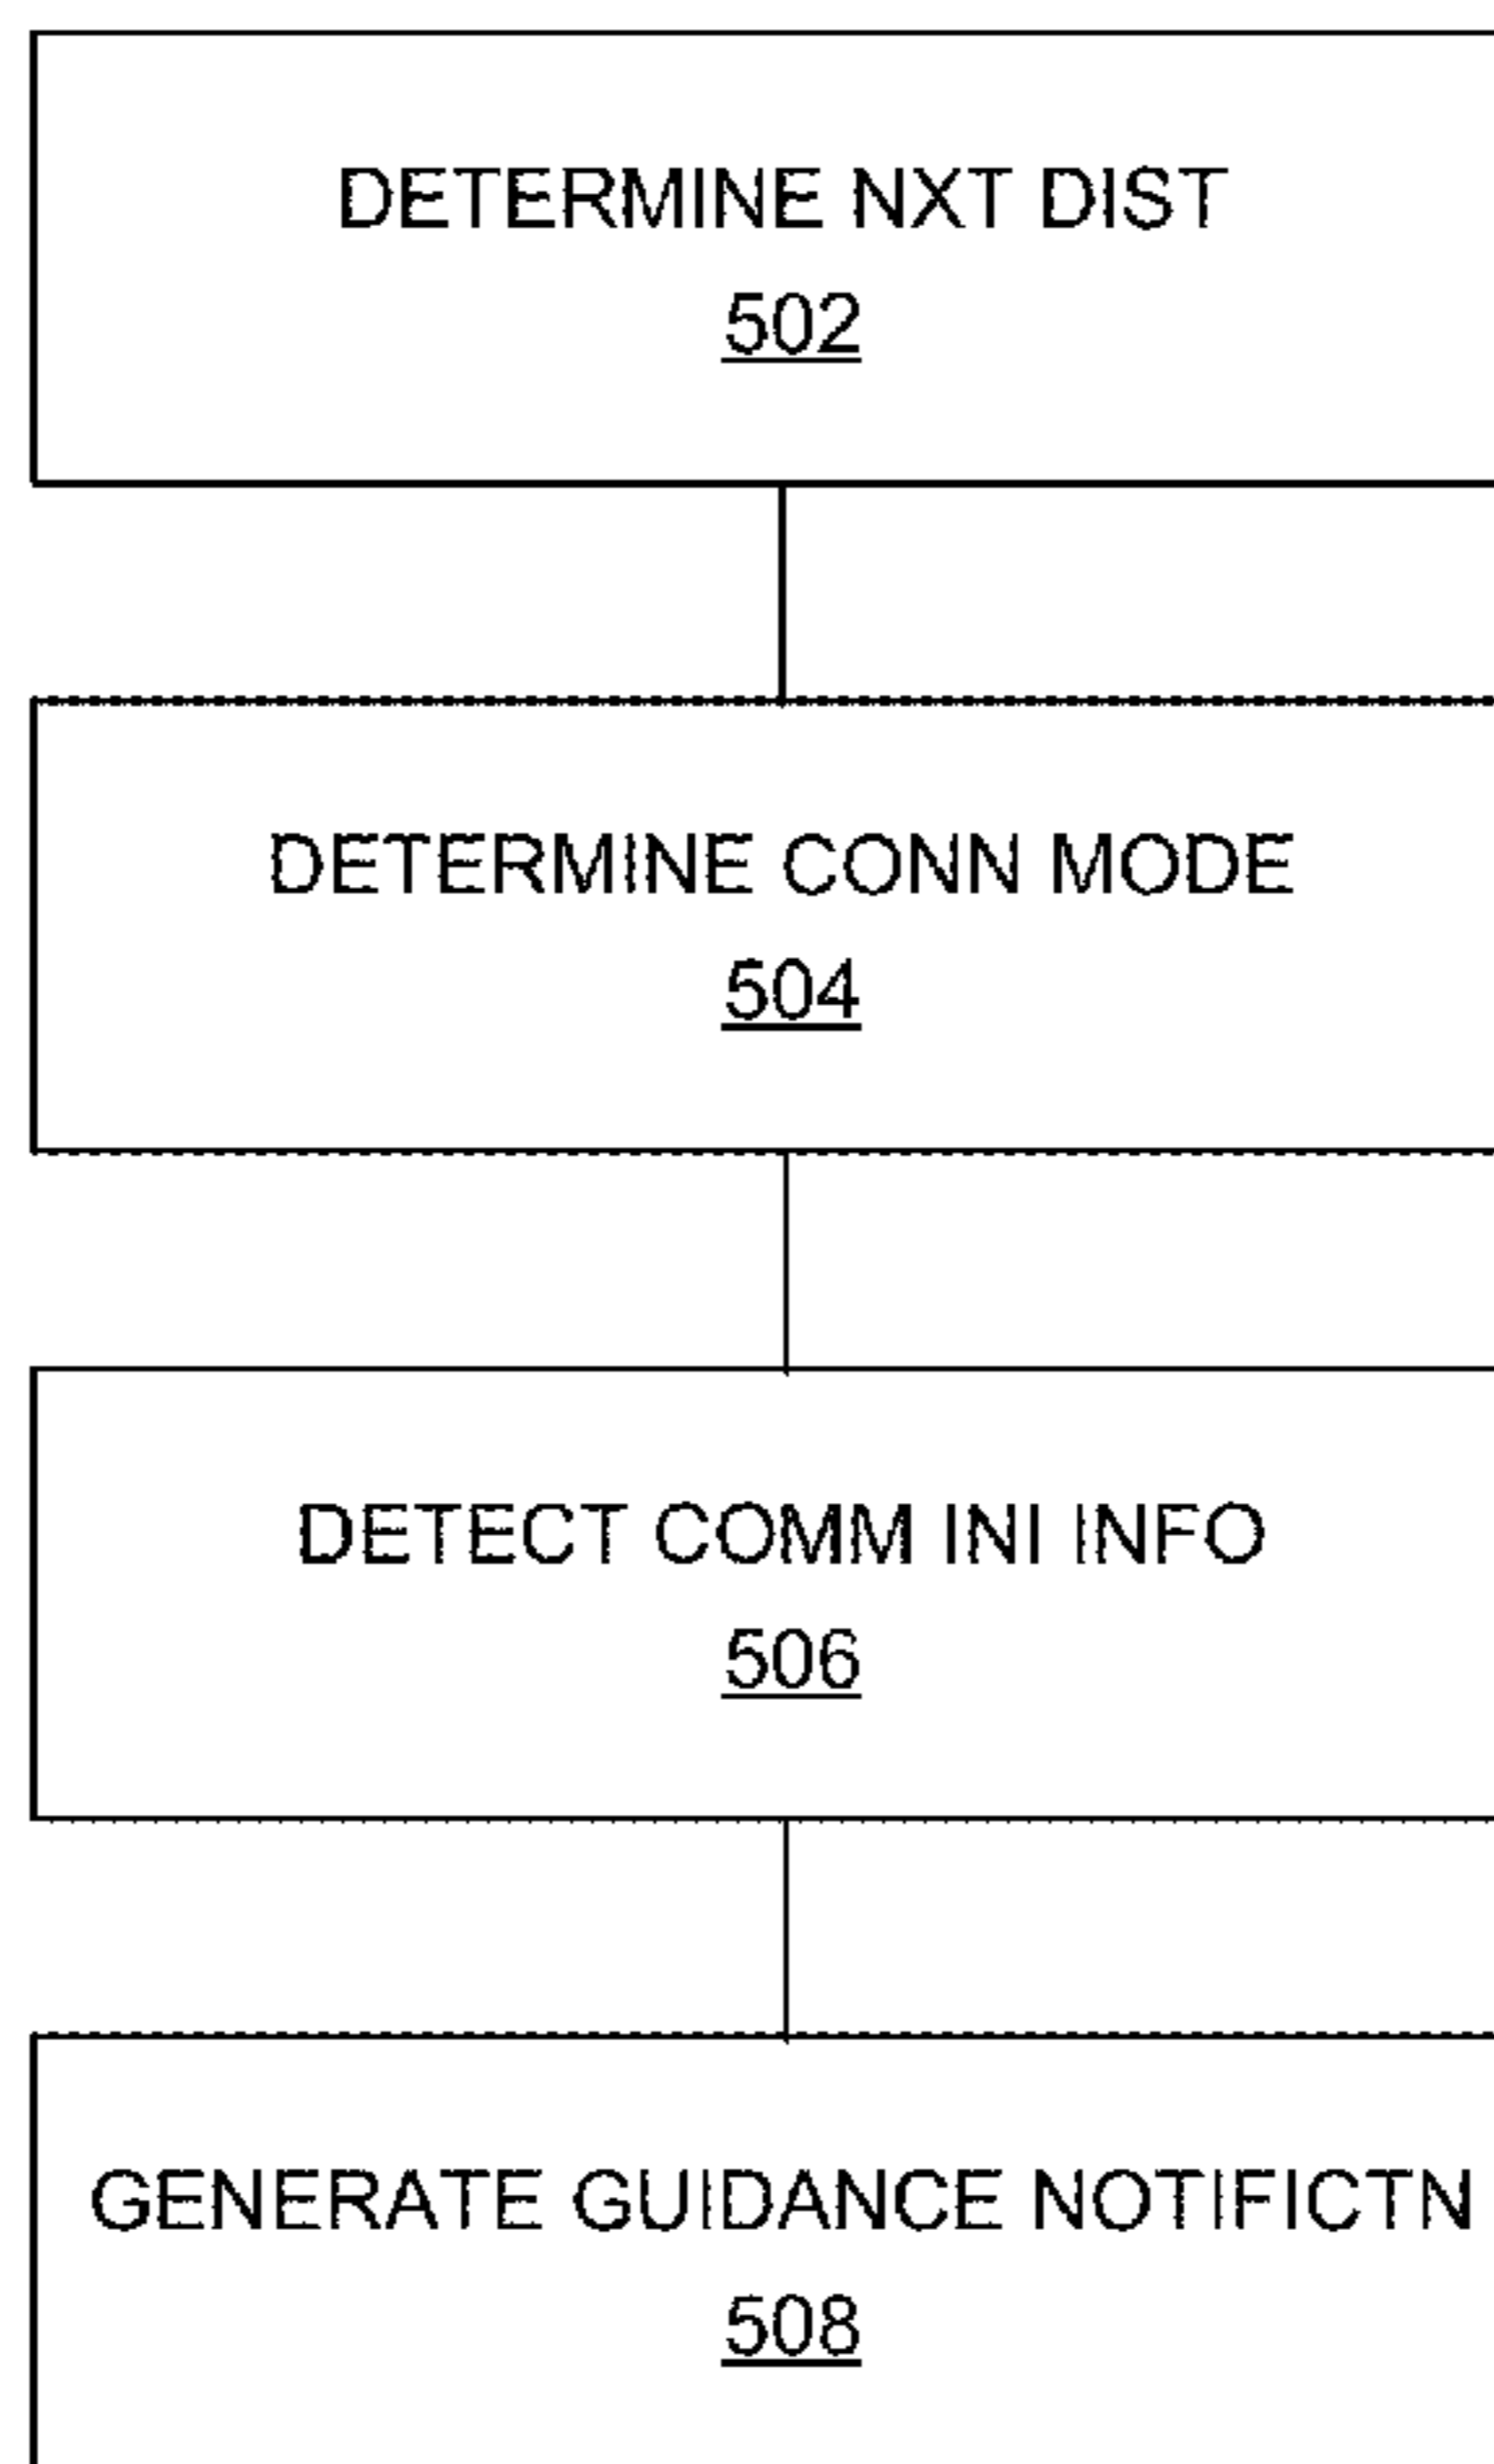 DETERMINE NXT DIST
502
DETERMINE CONN MODE
504
DETECT COMM INI INFO
506
GENERATE GUIDANCE NOTIFICTN
508